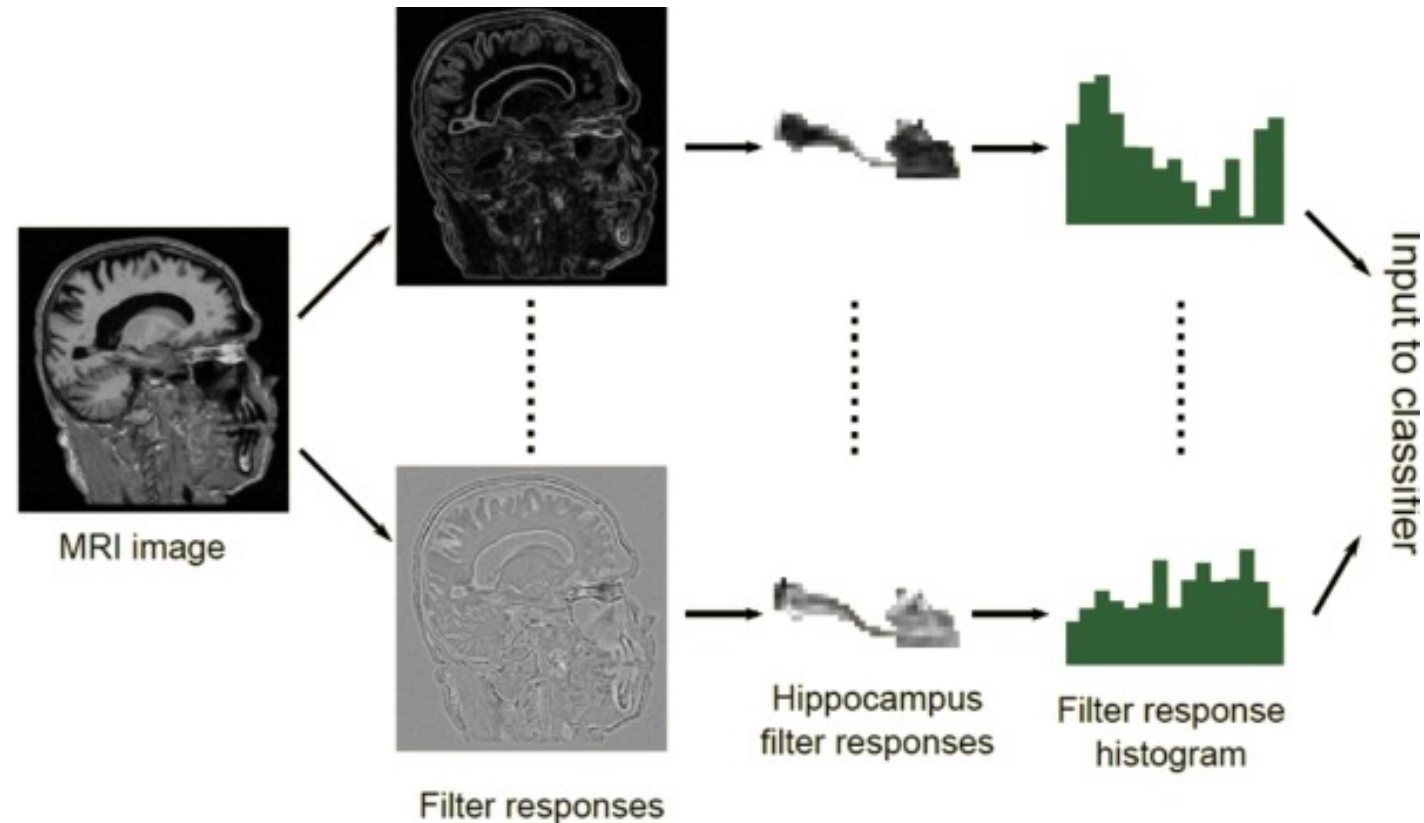 MRI image
Filter responses
Hippocampus
filter responses
Filter response
histogram
Input to classifier